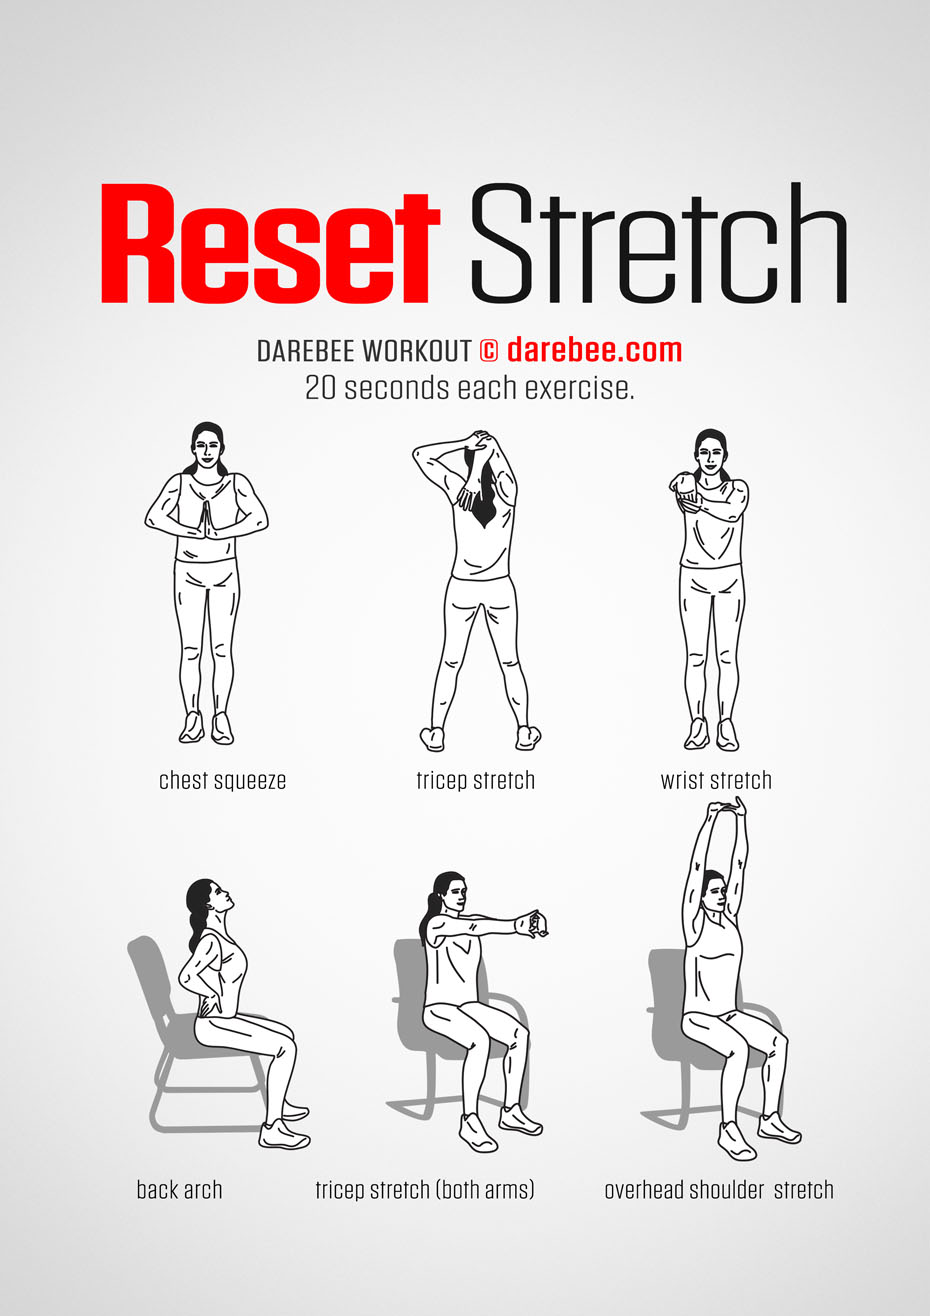 Reset Stretch
DAREBEE WORKOUT © darebee.com
20 seconds each exercise.
chest squeeze
tricep stretch
wrist stretch
back arch
tricep stretch (both arms)
overhead shoulder stretch